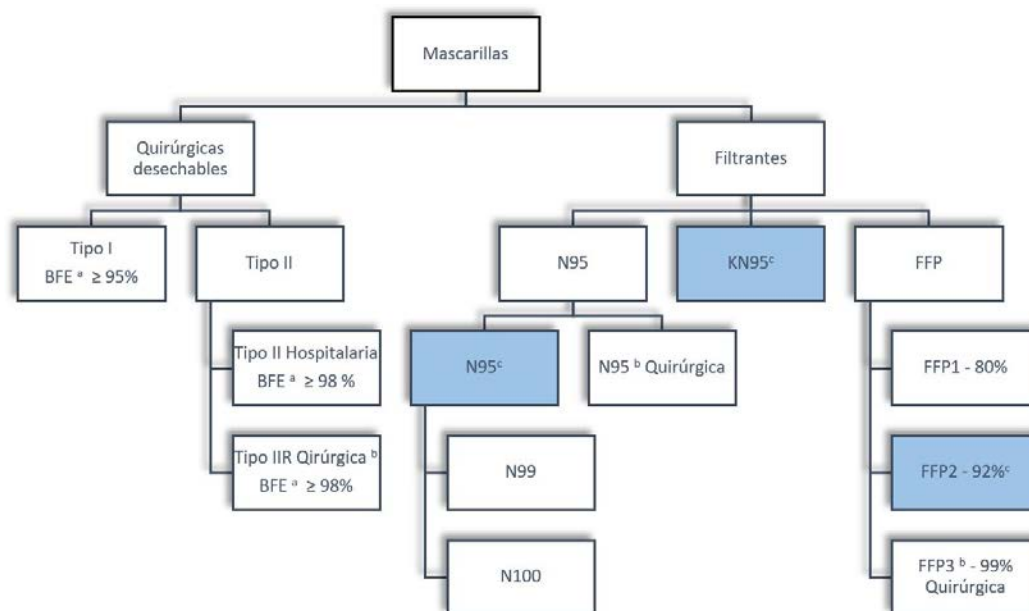 Mascarillas
Quirúrgicas
desechables
Filtrantes
Tipo I
BFE ᵃ ≥ 95%
Tipo II
N95
KN95ᶜ
FFP
Tipo II Hospitalaria
BFE ᵃ ≥ 98 %
N95ᶜ
N95 ᵇ Quirúrgica
FFP1 - 80%
Tipo IIR Qirúrgica ᵇ
BFE ᵃ ≥ 98%
N99
FFP2 - 92%ᶜ
N100
FFP3 ᵇ - 99%
Quirúrgica